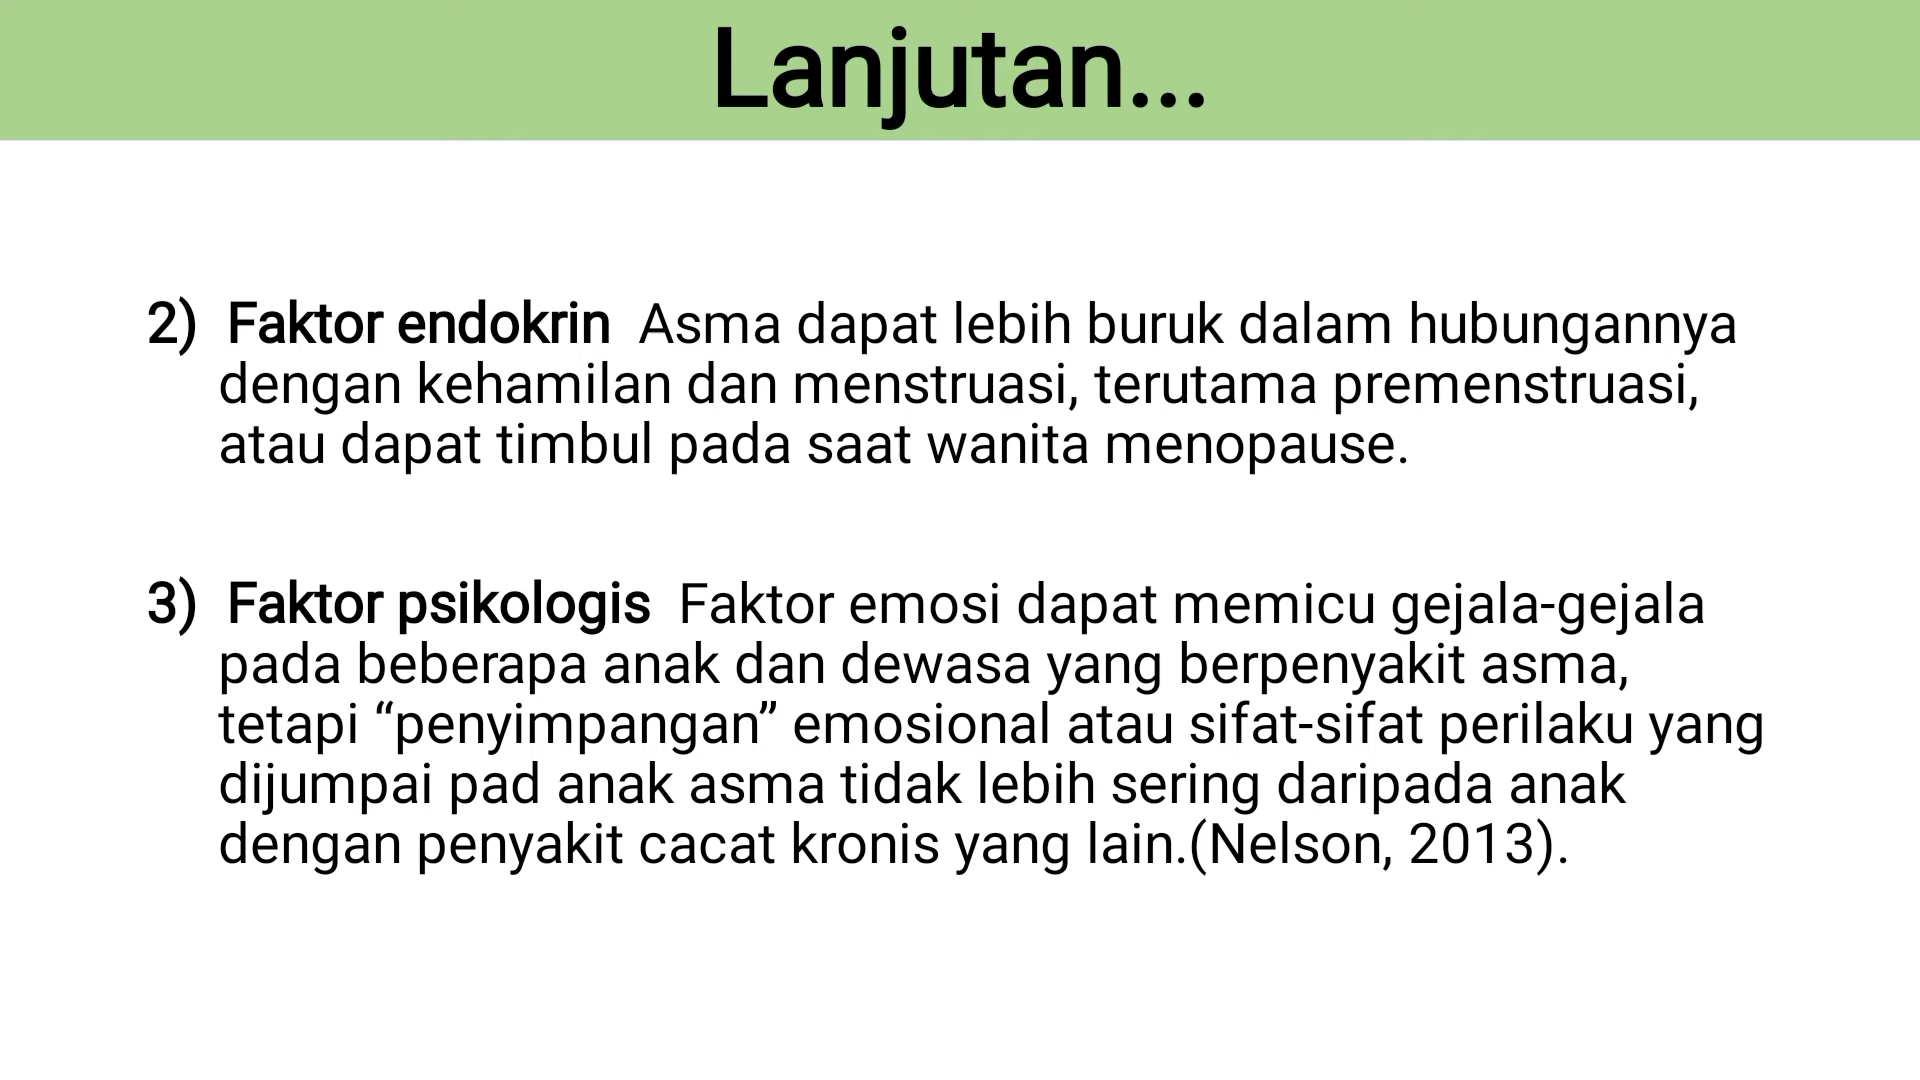 Lanjutan...
2) Faktor endokrin Asma dapat lebih buruk dalam hubungannya
dengan kehamilan dan menstruasi, terutama premenstruasi,
atau dapat timbul pada saat wanita menopause.
3) Faktor psikologis Faktor emosi dapat memicu gejala-gejala
pada beberapa anak dan dewasa yang berpenyakit asma,
tetapi “penyimpangan” emosional atau sifat-sifat perilaku yang
dijumpai pad anak asma tidak lebih sering daripada anak
dengan penyakit cacat kronis yang lain.(Nelson, 2013).